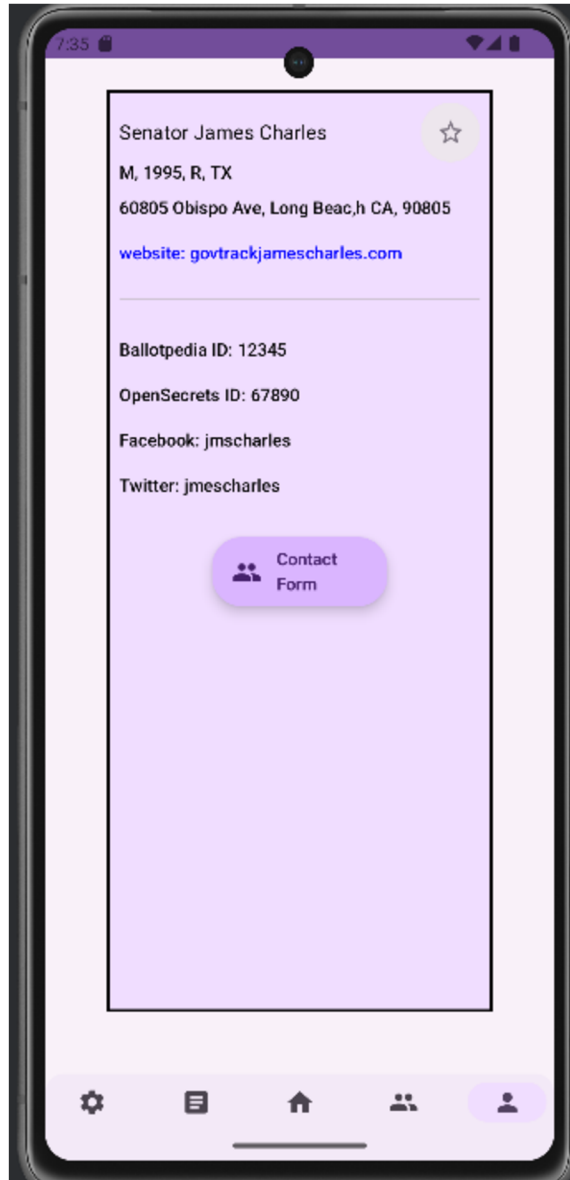 7:35
Senator James Charles
M, 1995, R, TX
60805 Obispo Ave, Long Beac,h CA, 90805
website: govtrackjamescharles.com
Ballotpedia ID: 12345
OpenSecrets ID: 67890
Facebook: jmscharles
Twitter: jmescharles
Contact
Form